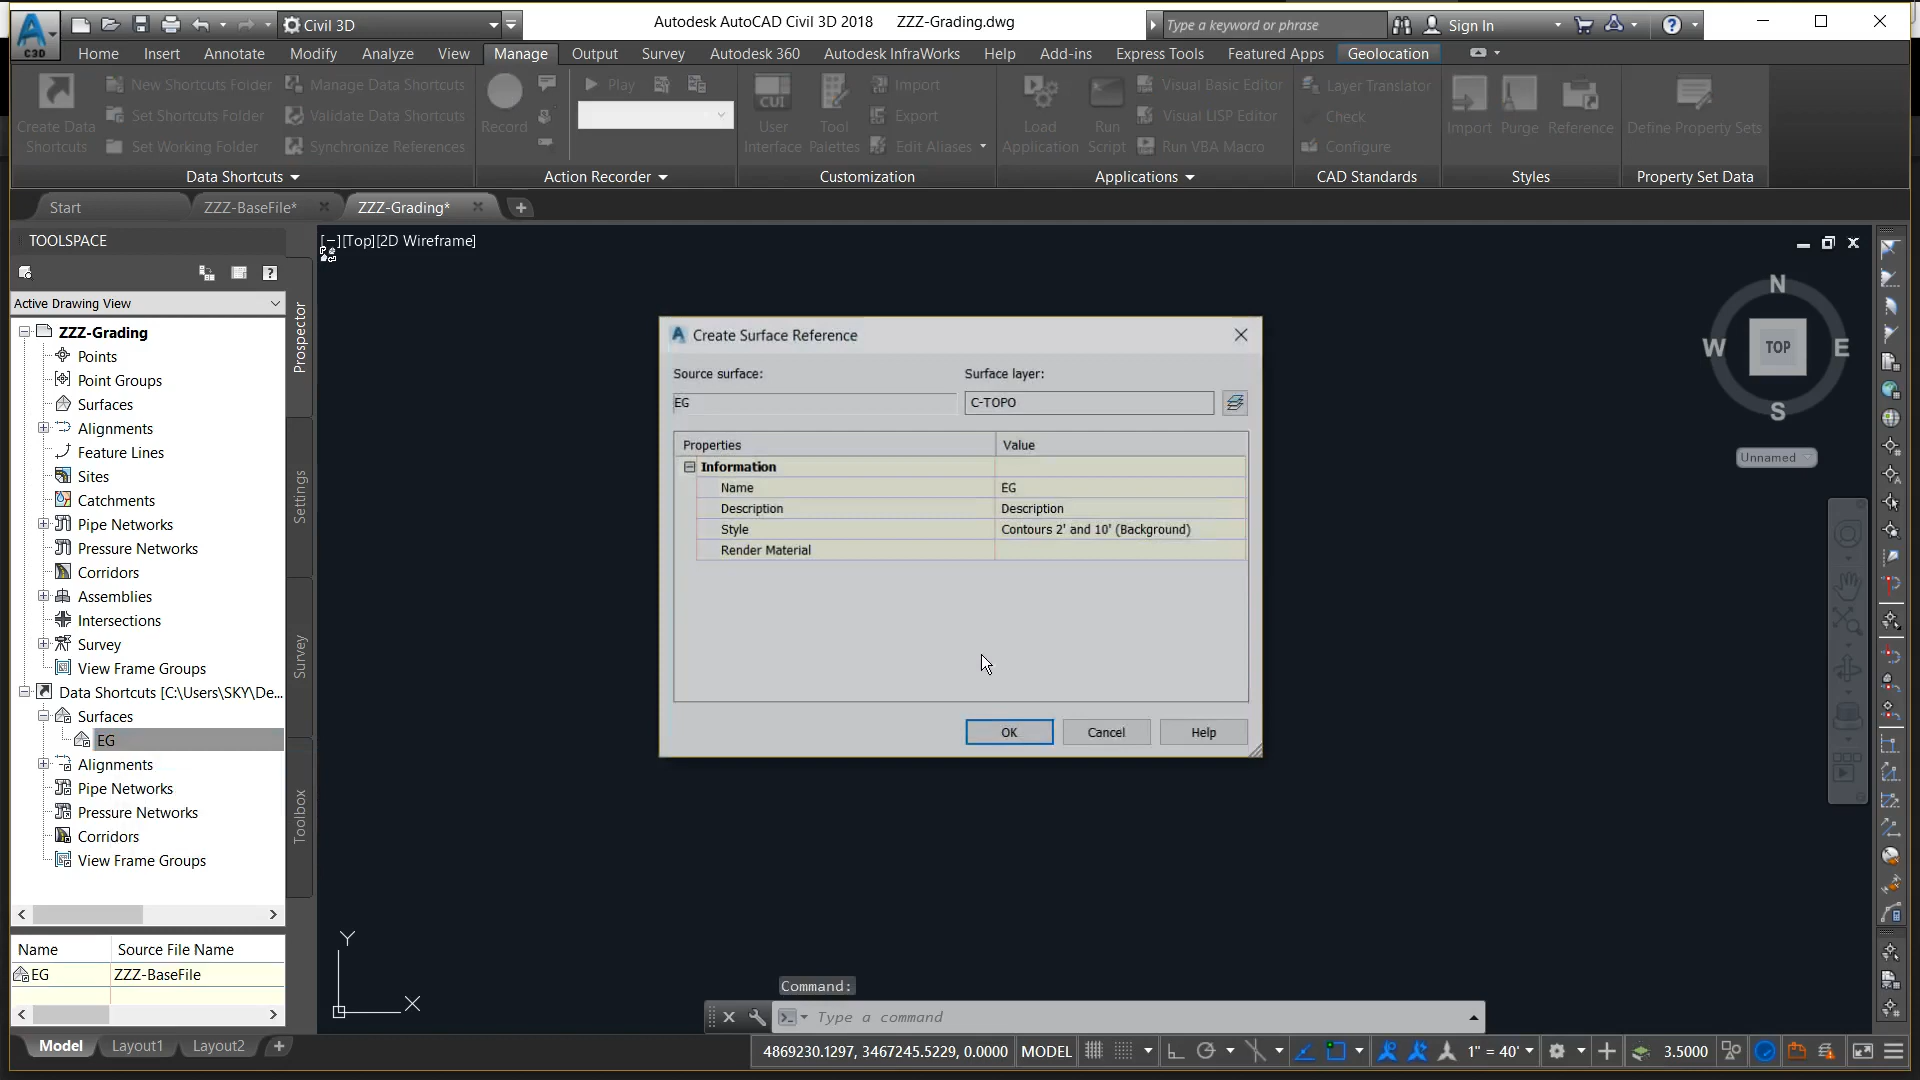 Civil 3D
Autodesk AutoCAD Civil 3D 2018 ZZZ-Grading.dwg
Type a keyword or phrase
Sign In
C3D
Home Insert Annotate Modify Analyze View Manage Output Survey Autodesk 360 Autodesk InfraWorks Help Add-ins Express Tools Featured Apps Geolocation
Create Data Shortcuts
New Shortcuts Folder
Set Shortcuts Folder
Set Working Folder
Manage Data Shortcuts
Validate Data Shortcuts
Synchronize References
Data Shortcuts
Record
Play
Action Recorder
CUI
User Interface
Tool Palettes
Import
Export
Edit Aliases
Customization
Load Application
Run Script
Visual Basic Editor
Visual LISP Editor
Run VBA Macro
Applications
Layer Translator
Check
Configure
CAD Standards
Import
Purge
Reference
Styles
Define Property Sets
Property Set Data
Start
ZZZ-BaseFile*
ZZZ-Grading*
TOOLSPACE
Active Drawing View
ZZZ-Grading
Points
Point Groups
Surfaces
Alignments
Feature Lines
Sites
Catchments
Pipe Networks
Pressure Networks
Corridors
Assemblies
Intersections
Survey
View Frame Groups
Data Shortcuts [C:\Users\SKY\De...
Surfaces
EG
Alignments
Pipe Networks
Pressure Networks
Corridors
View Frame Groups
Name Source File Name
EG ZZZ-BaseFile
Prospector
Settings
Survey
Toolbox
[−][Top][2D Wireframe]
Create Surface Reference
Source surface: Surface layer:
EG C-TOPO
Properties Value
Information
Name EG
Description Description
Style Contours 2' and 10' (Background)
Render Material
OK Cancel Help
N
W TOP E
S
Unnamed
Y
X
Command:
Type a command
Model Layout1 Layout2
4869230.1297, 3467245.5229, 0.0000 MODEL 1" = 40' 3.5000